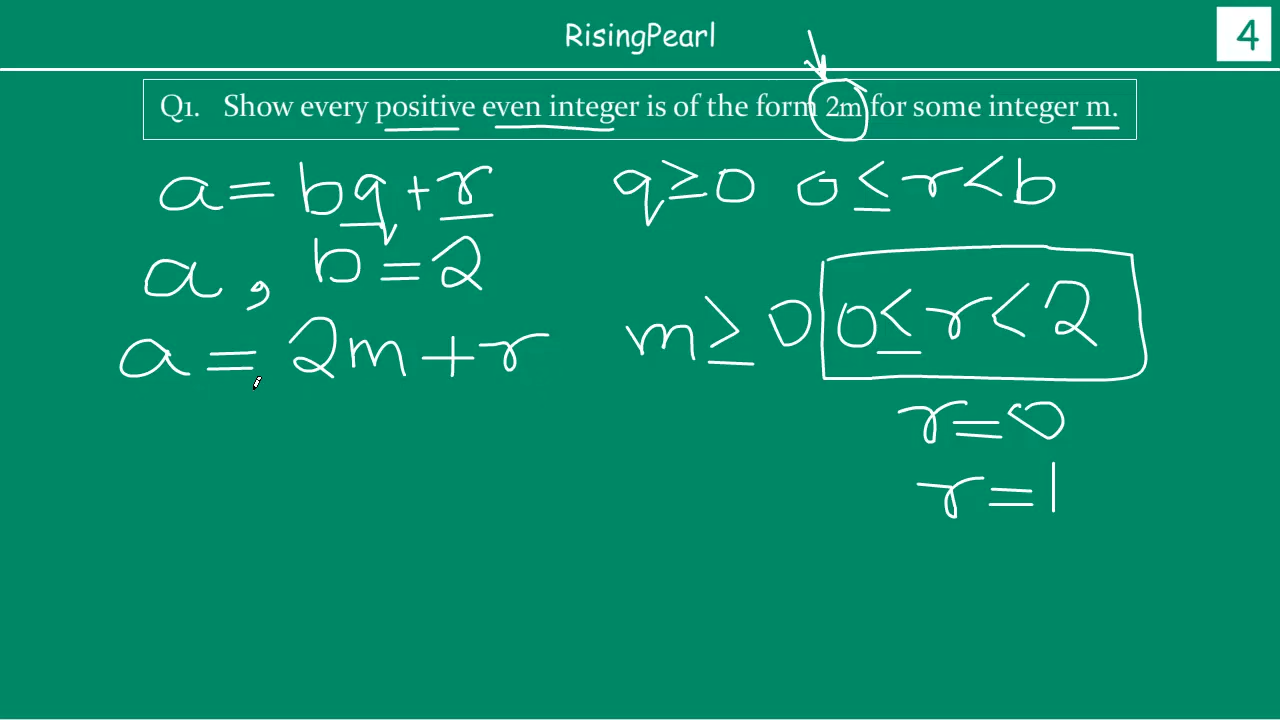 RisingPearl
4
Q1. Show every positive even integer is of the form 2m for some integer m.
a = bq + r q ≥ 0 0 ≤ r < b
a , b = 2
a = 2m + r m ≥ 0 0 ≤ r < 2
r = 0
r = 1